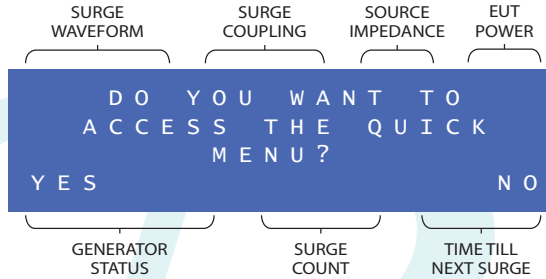 SURGE WAVEFORM
SURGE COUPLING
SOURCE IMPEDANCE
EUT POWER
DO YOU WANT TO
ACCESS THE QUICK
MENU?
YES NO
GENERATOR STATUS
SURGE COUNT
TIME TILL NEXT SURGE